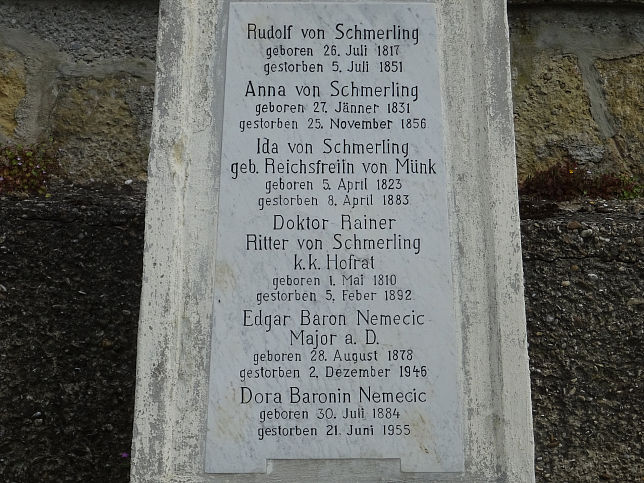 Rudolf von Schmerling
geboren 26. Juli 1817
gestorben 5. Juli 1851
Anna von Schmerling
geboren 27. Jänner 1831
gestorben 25. November 1856
Ida von Schmerling
geb. Reichsfreiin von Münk
geboren 5. April 1823
gestorben 8. April 1883
Doktor Rainer
Ritter von Schmerling
k.k. Hofrat
geboren 1. Mai 1810
gestorben 5. Feber 1892
Edgar Baron Nemecic
Major a. D.
geboren 28. August 1878
gestorben 2. Dezember 1946
Dora Baronin Nemecic
geboren 30. Juli 1884
gestorben 21. Juni 1955